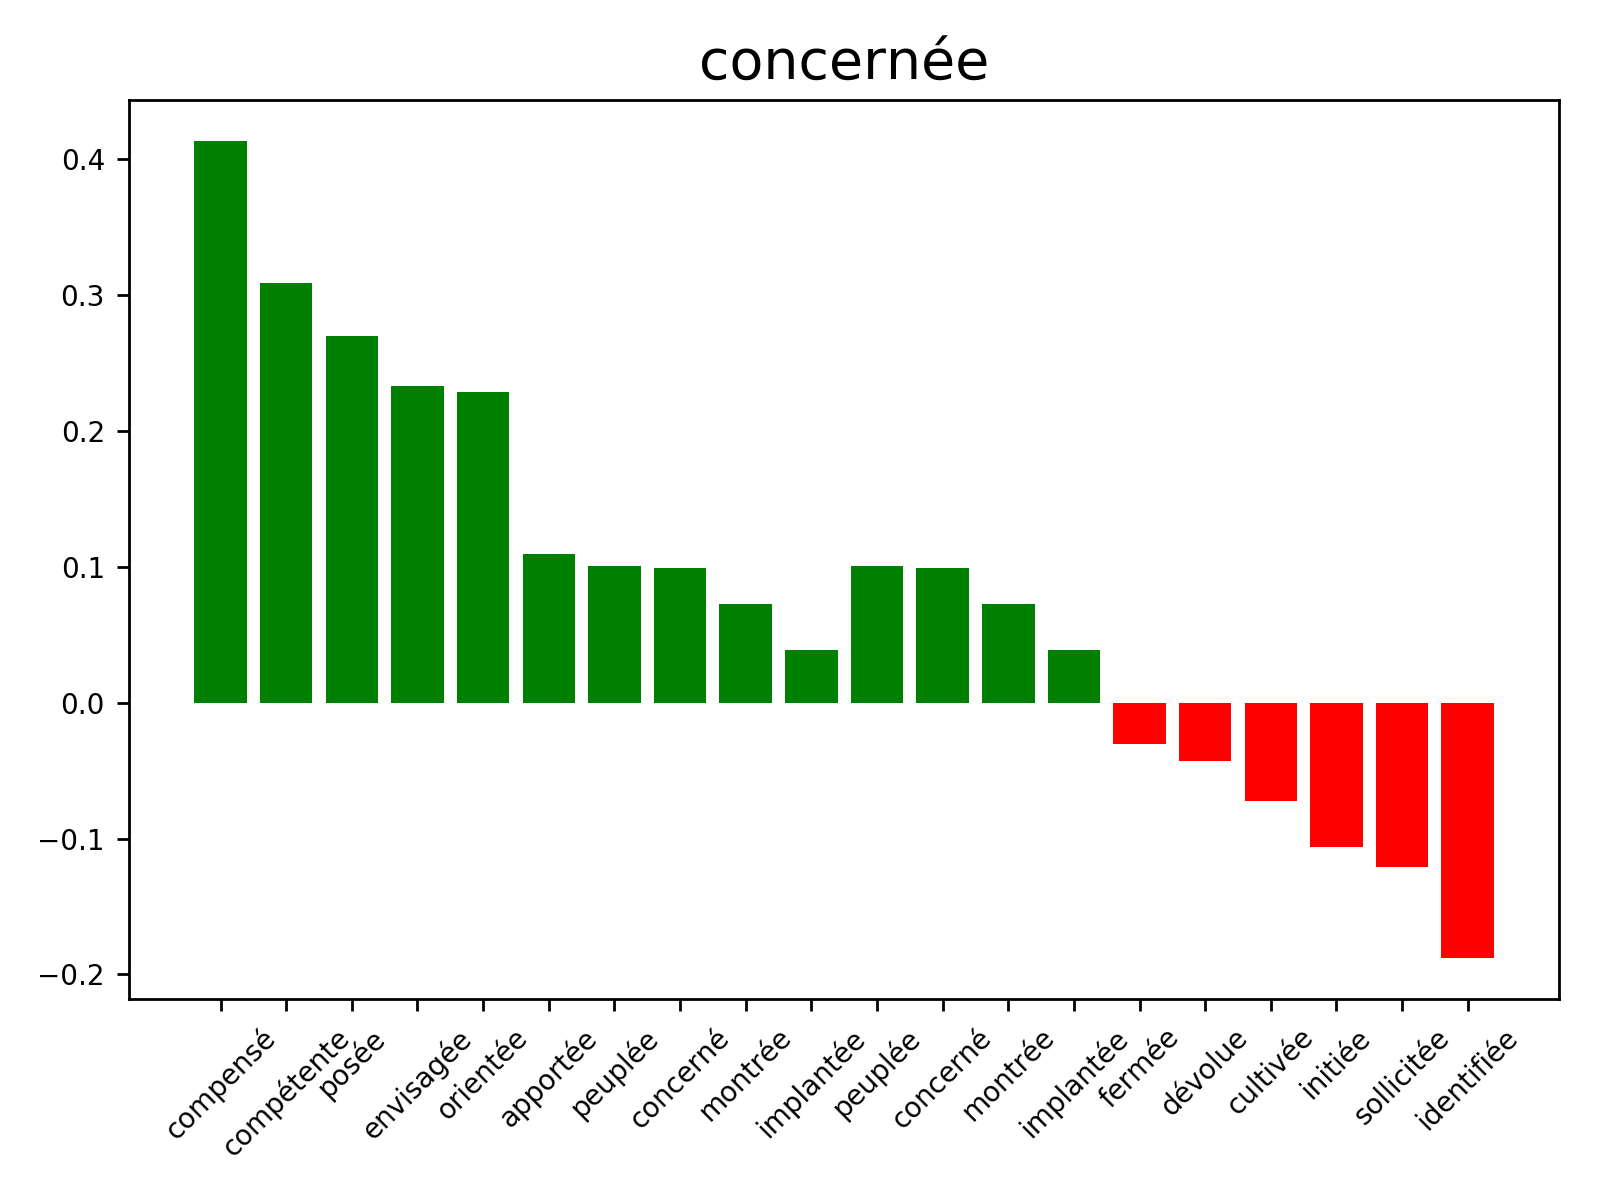 concernée
0.4
0.3
0.2
0.1
0.0
−0.1
−0.2
compensé
compétente
posée
envisagée
orientée
apportée
peuplée
concerné
montrée
implantée
peuplée
concerné
montrée
implantée
fermée
dévolue
cultivée
initiée
sollicitée
identifiée